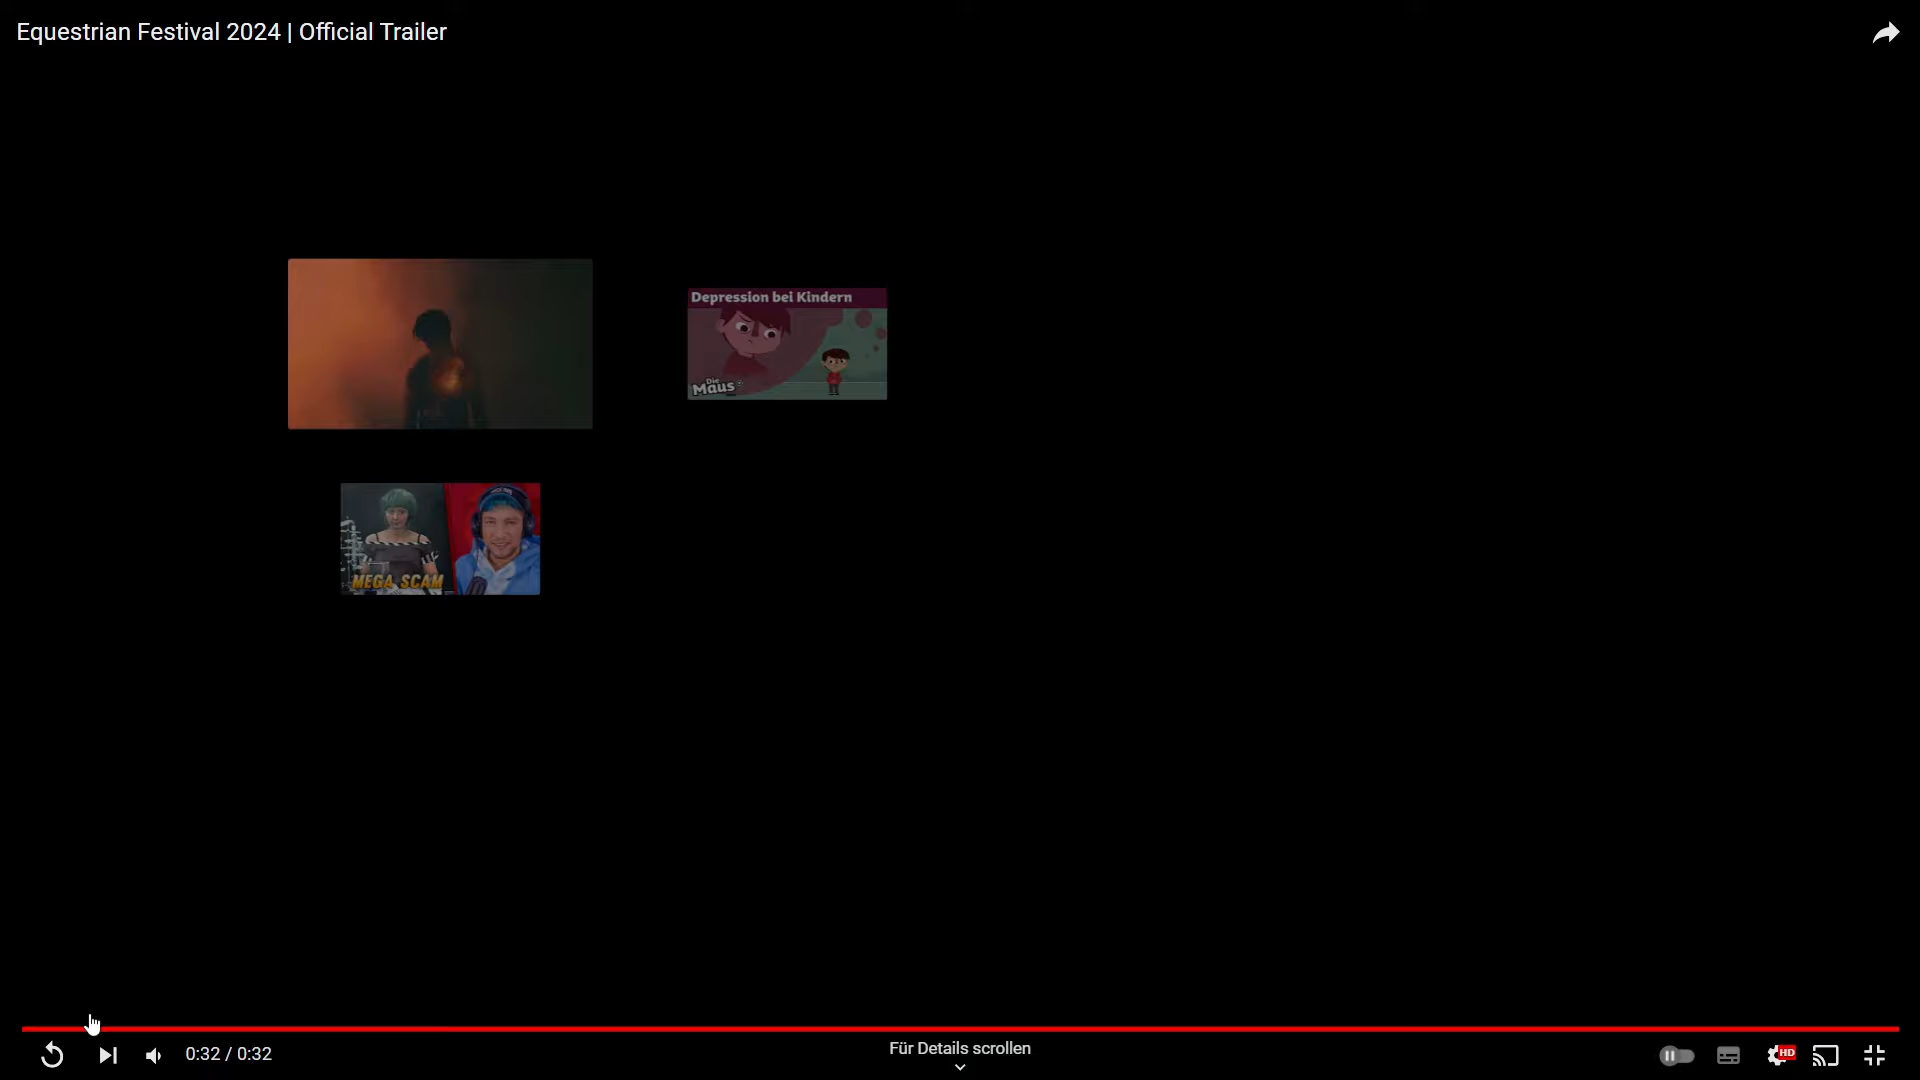 Equestrian Festival 2024 | Official Trailer
Depression bei Kindern
Die
Maus
MEGA SCAM
0:32 / 0:32
Für Details scrollen
HD